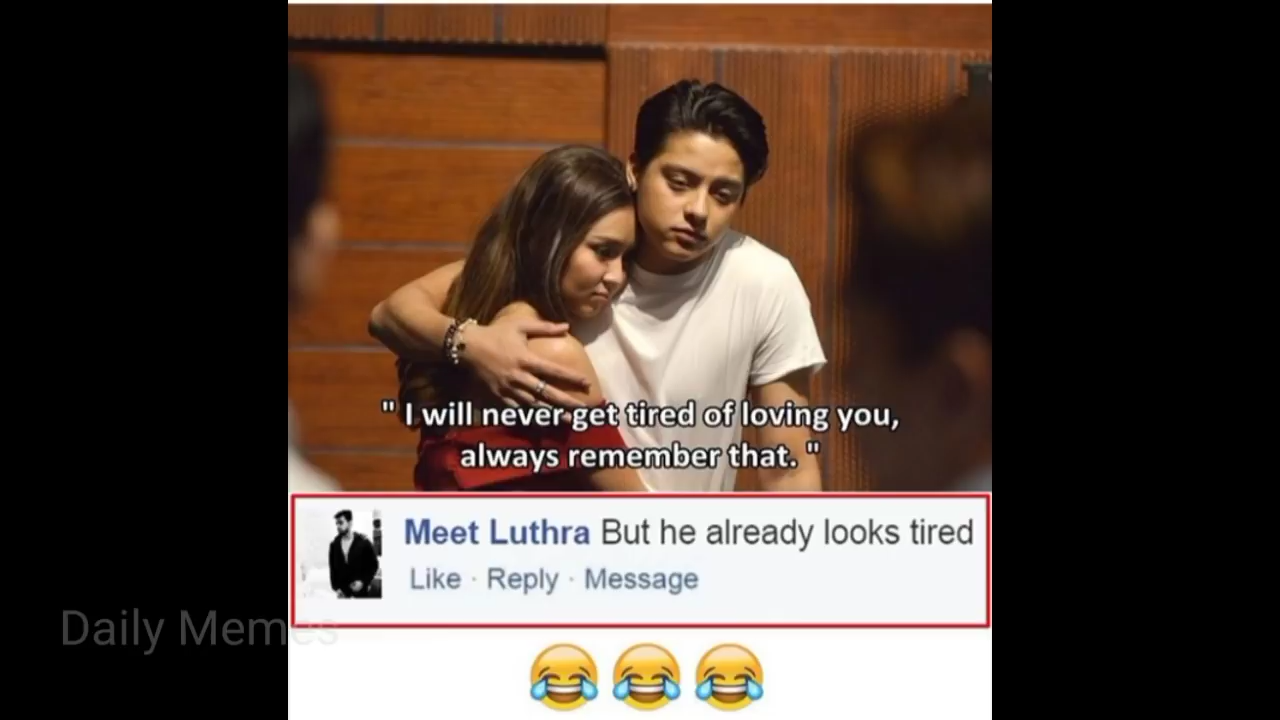 " I will never get tired of loving you,
always remember that. "
Meet Luthra But he already looks tired
Like · Reply · Message
Daily Memes